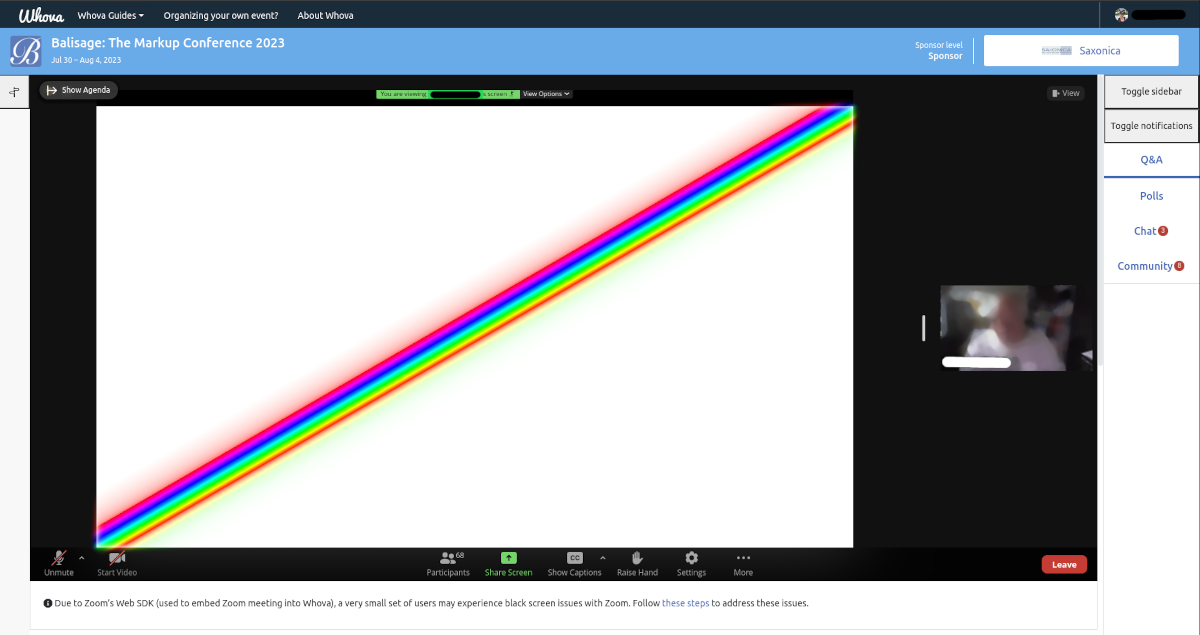 Whova
Whova Guides
Organizing your own event?
About Whova
B
Balisage: The Markup Conference 2023
Jul 30 – Aug 4, 2023
Sponsor level
Sponsor
SAXONICA
Saxonica
Show Agenda
You are viewing
s screen
View Options
View
Toggle sidebar
Toggle notifications
Q&A
Polls
Chat 3
Community 8
Unmute
Start Video
68
Participants
Share Screen
CC
Show Captions
Raise Hand
Settings
More
Leave
Due to Zoom's Web SDK (used to embed Zoom meeting into Whova), a very small set of users may experience black screen issues with Zoom. Follow these steps to address these issues.